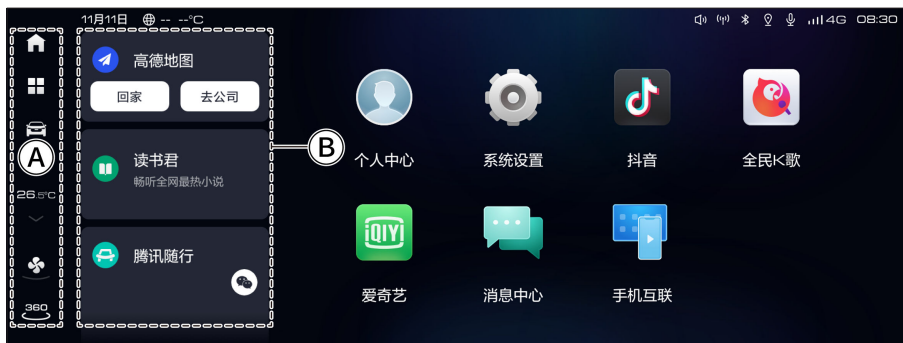 11月11日 -- --°C
4G 08:30
高德地图
回家 去公司
A
B
读书君
畅听全网最热小说
26.5°C
腾讯随行
360
个人中心 系统设置 抖音 全民K歌
iQIYI
爱奇艺 消息中心 手机互联